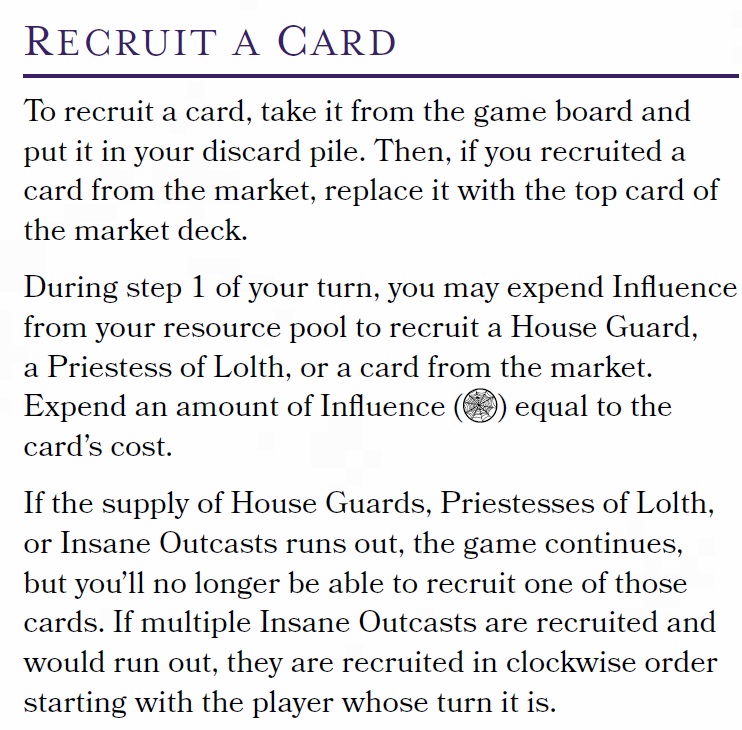 RECRUIT A CARD
To recruit a card, take it from the game board and
put it in your discard pile. Then, if you recruited a
card from the market, replace it with the top card of
the market deck.
During step 1 of your turn, you may expend Influence
from your resource pool to recruit a House Guard,
a Priestess of Lolth, or a card from the market.
Expend an amount of Influence () equal to the
card’s cost.
If the supply of House Guards, Priestesses of Lolth,
or Insane Outcasts runs out, the game continues,
but you’ll no longer be able to recruit one of those
cards. If multiple Insane Outcasts are recruited and
would run out, they are recruited in clockwise order
starting with the player whose turn it is.